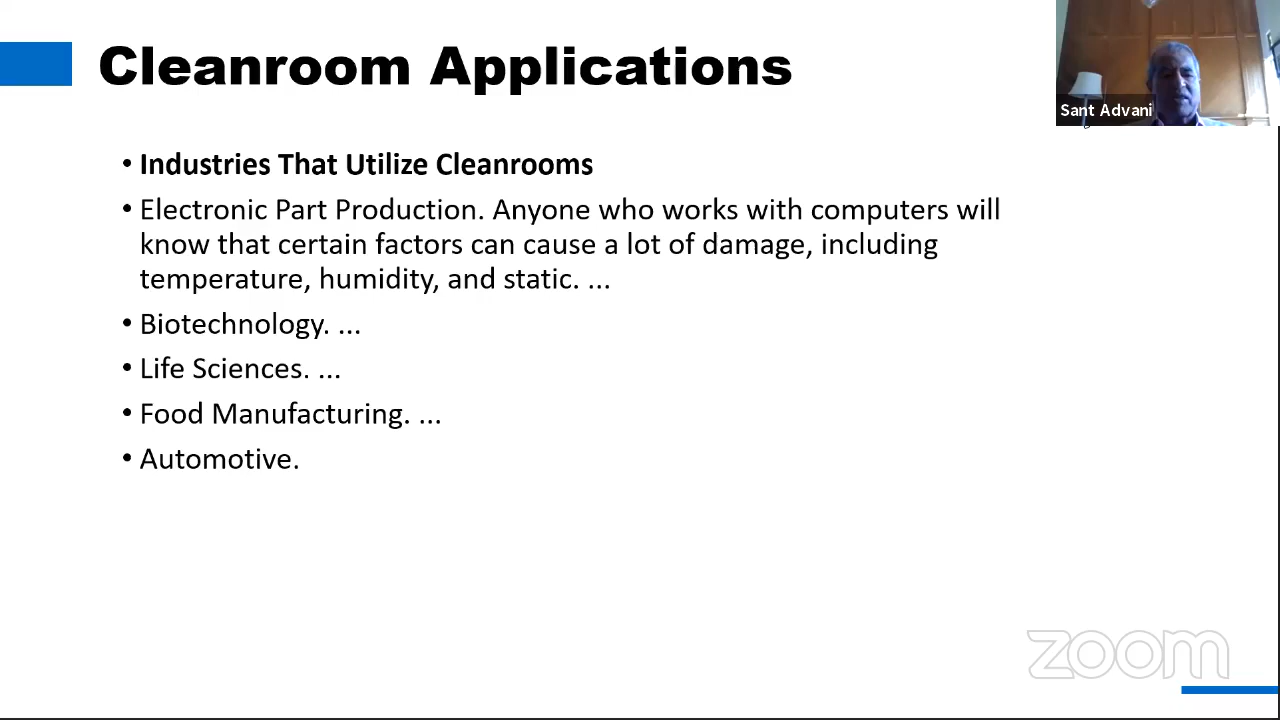 Cleanroom Applications
Sant Advani
• Industries That Utilize Cleanrooms
• Electronic Part Production. Anyone who works with computers will
know that certain factors can cause a lot of damage, including
temperature, humidity, and static. ...
• Biotechnology. ...
• Life Sciences. ...
• Food Manufacturing. ...
• Automotive.
zoom